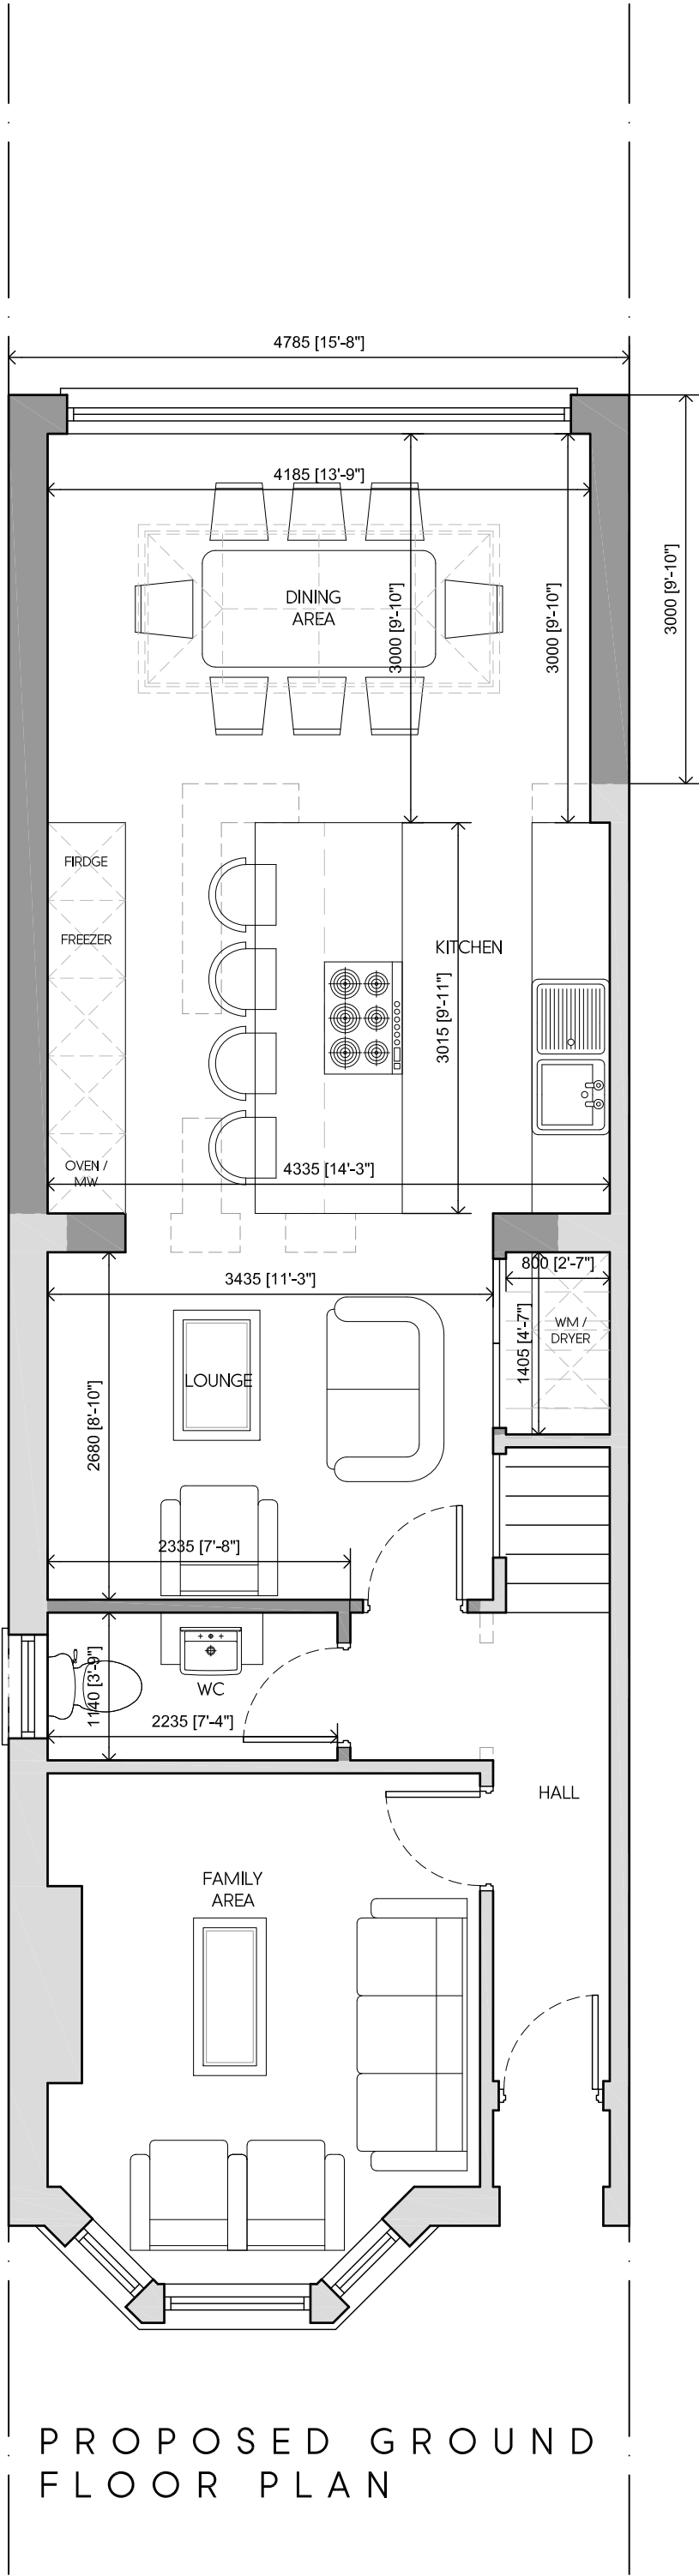 4785 [15'-8"]
4185 [13'-9"]
DINING
AREA
3000 [9'-10"]
3000 [9'-10"]
3000 [9'-10"]
FIRDGE
FREEZER
KITCHEN
3015 [9'-11"]
OVEN /
MW
4335 [14'-3"]
800 [2'-7"]
3435 [11'-3"]
WM /
DRYER
1405 [4'-7"]
LOUNGE
2680 [8'-10"]
2335 [7'-8"]
1140 [3'-9"]
WC
2235 [7'-4"]
HALL
FAMILY
AREA
PROPOSED GROUND
FLOOR PLAN